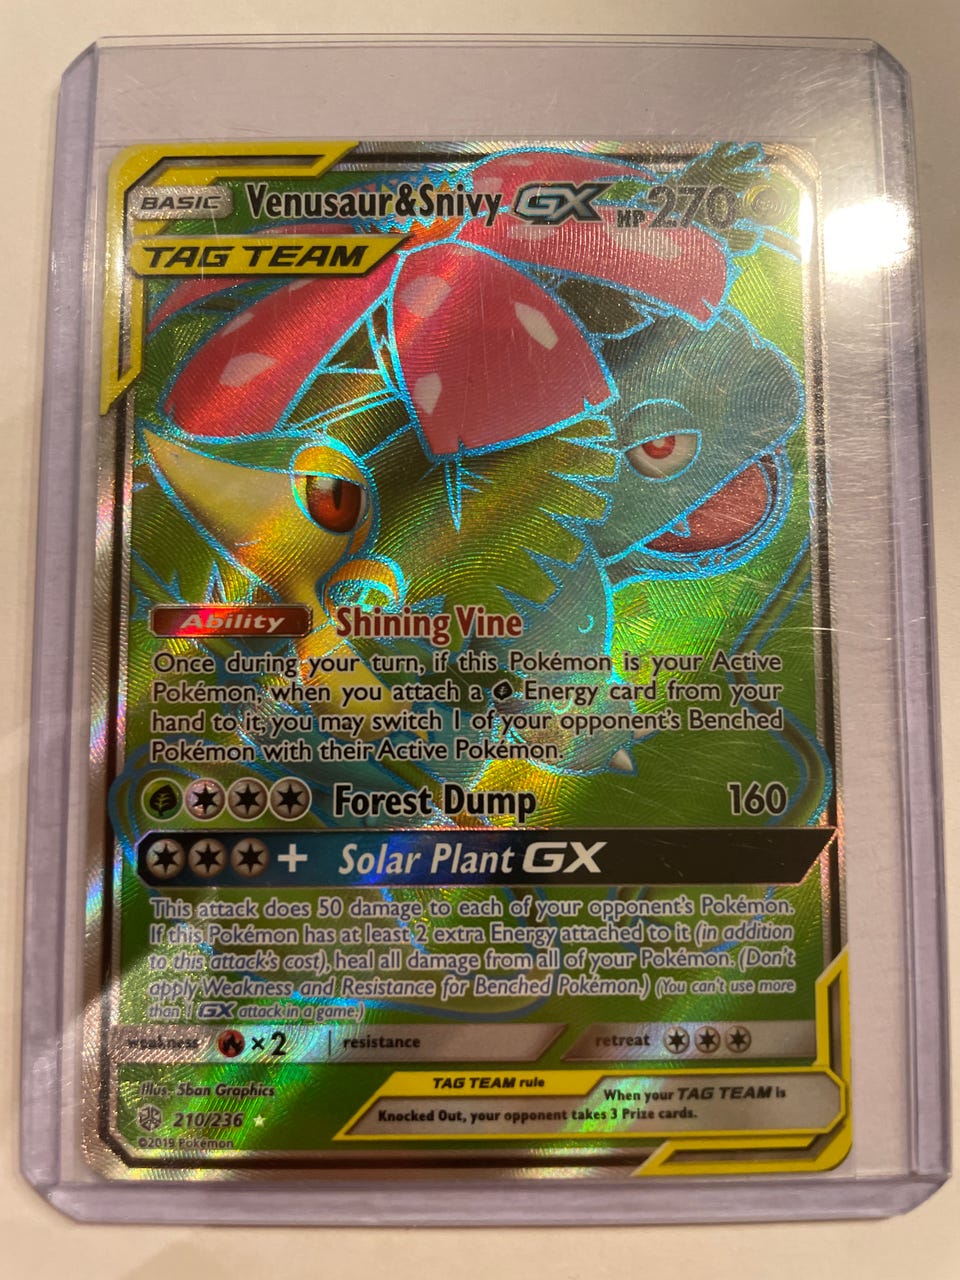 BASIC Venusaur&Snivy GX HP 270
TAG TEAM
Ability Shining Vine
Once during your turn, if this Pokémon is your Active
Pokémon, when you attach a Energy card from your
hand to it, you may switch 1 of your opponent's Benched
Pokémon with their Active Pokémon.
Forest Dump 160
+ Solar Plant GX
This attack does 50 damage to each of your opponent's Pokémon.
If this Pokémon has at least 2 extra Energy attached to it (in addition
to this attack's cost), heal all damage from all of your Pokémon. (Don't
apply Weakness and Resistance for Benched Pokémon.) (You can't use more
than 1 GX attack in a game.)
weakness ×2 resistance retreat
Illus. 5ban Graphics
TAG TEAM rule
When your TAG TEAM is
Knocked Out, your opponent takes 3 Prize cards.
210/236
©2019 Pokémon